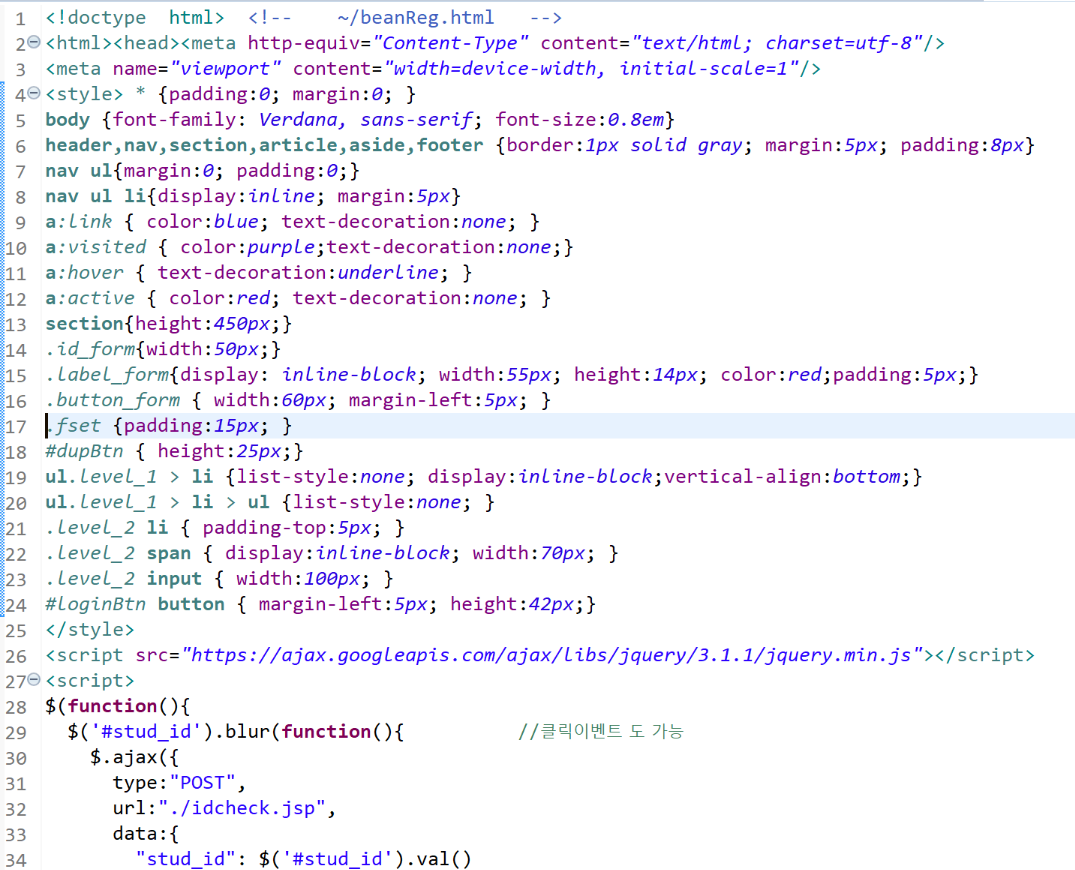 1 <!doctype  html>  <!--    ~/beanReg.html   -->
2 <html><head><meta http-equiv="Content-Type" content="text/html; charset=utf-8"/>
3 <meta name="viewport" content="width=device-width, initial-scale=1"/>
4 <style> * {padding:0; margin:0; }
5 body {font-family: Verdana, sans-serif; font-size:0.8em}
6 header,nav,section,article,aside,footer {border:1px solid gray; margin:5px; padding:8px}
7 nav ul{margin:0; padding:0;}
8 nav ul li{display:inline; margin:5px}
9 a:link { color:blue; text-decoration:none; }
10 a:visited { color:purple;text-decoration:none;}
11 a:hover { text-decoration:underline; }
12 a:active { color:red; text-decoration:none; }
13 section{height:450px;}
14 .id_form{width:50px;}
15 .label_form{display: inline-block; width:55px; height:14px; color:red;padding:5px;}
16 .button_form { width:60px; margin-left:5px; }
17 .fset {padding:15px; }
18 #dupBtn { height:25px;}
19 ul.level_1 > li {list-style:none; display:inline-block;vertical-align:bottom;}
20 ul.level_1 > li > ul {list-style:none; }
21 .level_2 li { padding-top:5px; }
22 .level_2 span { display:inline-block; width:70px; }
23 .level_2 input { width:100px; }
24 #loginBtn button { margin-left:5px; height:42px;}
25 </style>
26 <script src="https://ajax.googleapis.com/ajax/libs/jquery/3.1.1/jquery.min.js"></script>
27 <script>
28 $(function(){
29   $('#stud_id').blur(function(){          //클릭이벤트 도 가능
30     $.ajax({
31       type:"POST",
32       url:"./idcheck.jsp",
33       data:{
34         "stud_id": $('#stud_id').val()